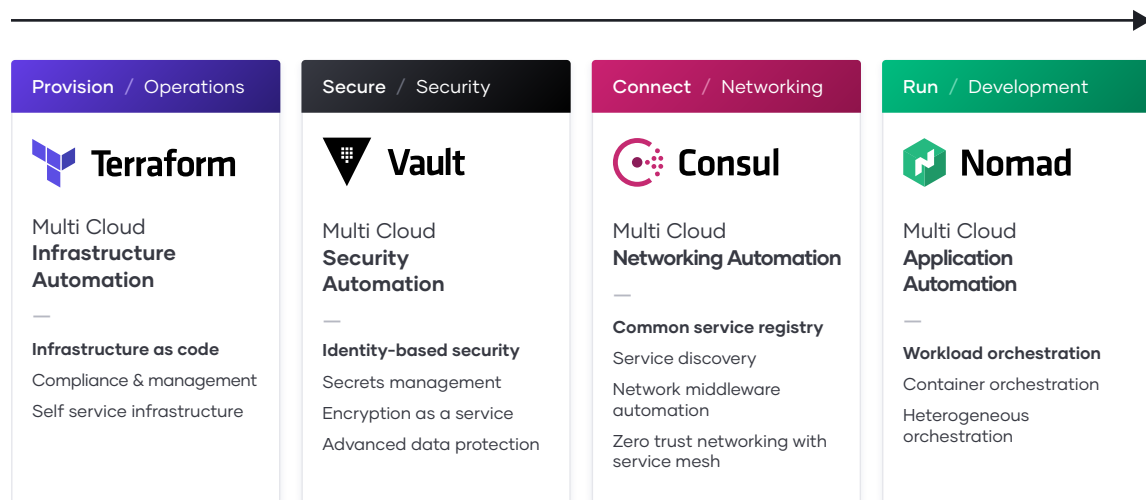 Provision / Operations
Terraform
Multi Cloud
Infrastructure
Automation
—
Infrastructure as code
Compliance & management
Self service infrastructure
Secure / Security
Vault
Multi Cloud
Security
Automation
—
Identity-based security
Secrets management
Encryption as a service
Advanced data protection
Connect / Networking
Consul
Multi Cloud
Networking Automation
—
Common service registry
Service discovery
Network middleware
automation
Zero trust networking with
service mesh
Run / Development
Nomad
Multi Cloud
Application
Automation
—
Workload orchestration
Container orchestration
Heterogeneous
orchestration